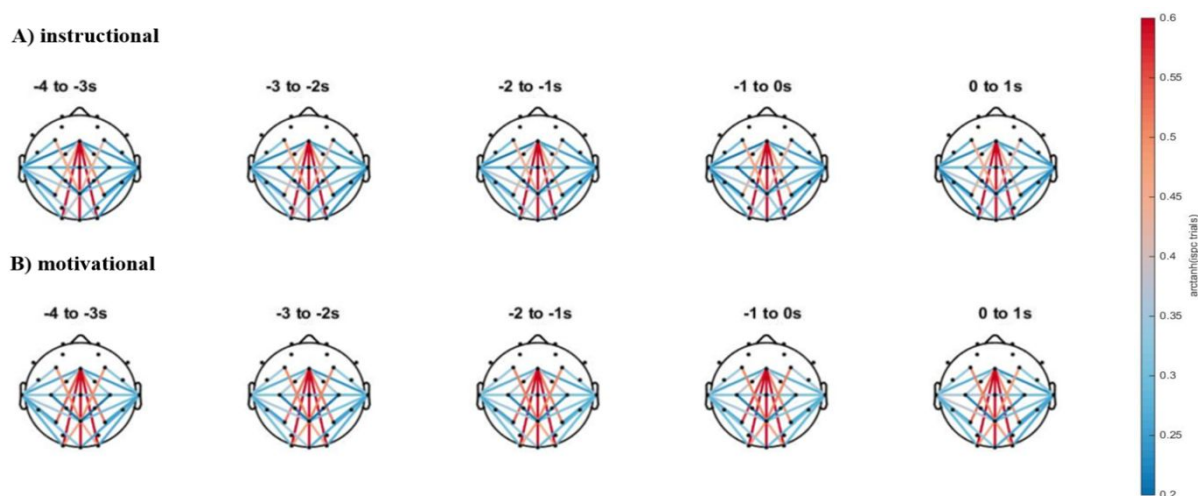 A) instructional
-4 to -3s
-3 to -2s
-2 to -1s
-1 to 0s
0 to 1s
B) motivational
-4 to -3s
-3 to -2s
-2 to -1s
-1 to 0s
0 to 1s
0.6
0.55
0.5
0.45
0.4
0.35
0.3
0.25
0.2
arctanh(ispc trials)